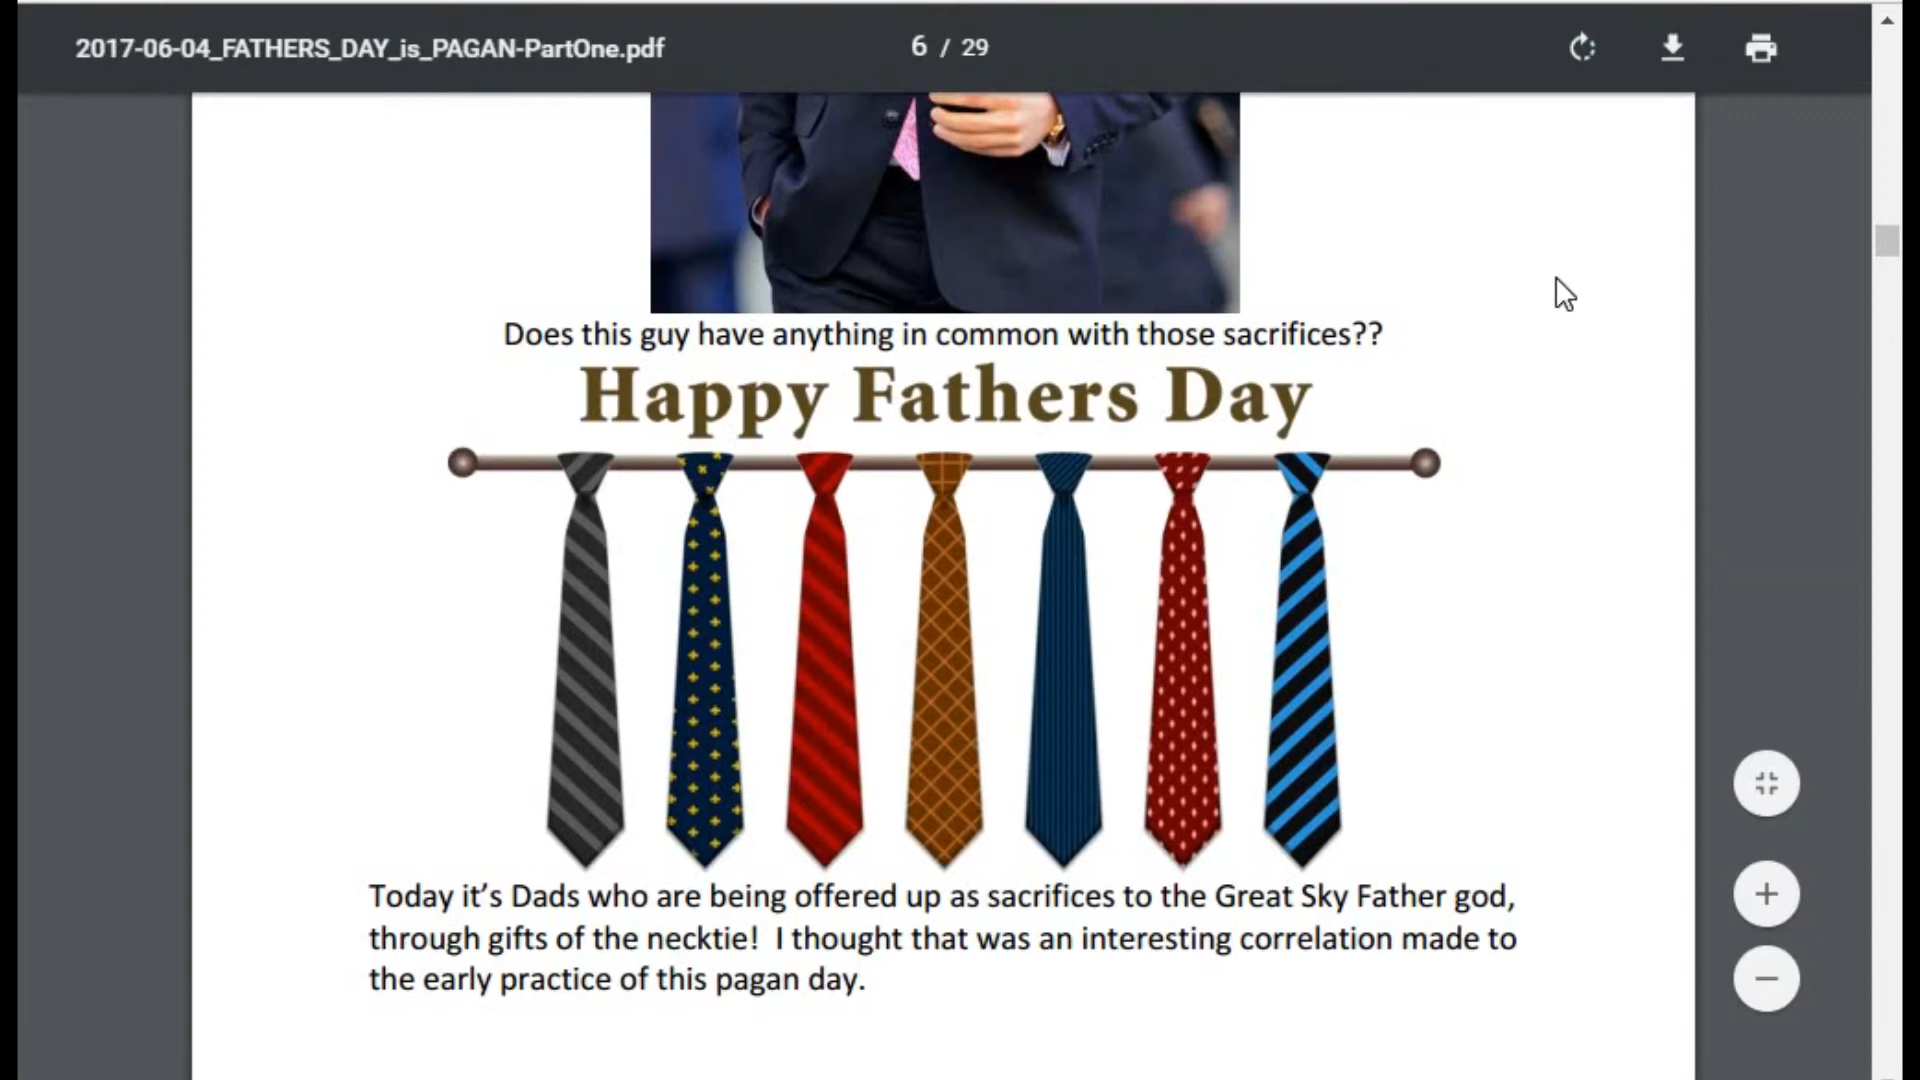 2017-06-04_FATHERS_DAY_is_PAGAN-PartOne.pdf
6 / 29
Does this guy have anything in common with those sacrifices??
Happy Fathers Day
Today it’s Dads who are being offered up as sacrifices to the Great Sky Father god,
through gifts of the necktie!  I thought that was an interesting correlation made to
the early practice of this pagan day.